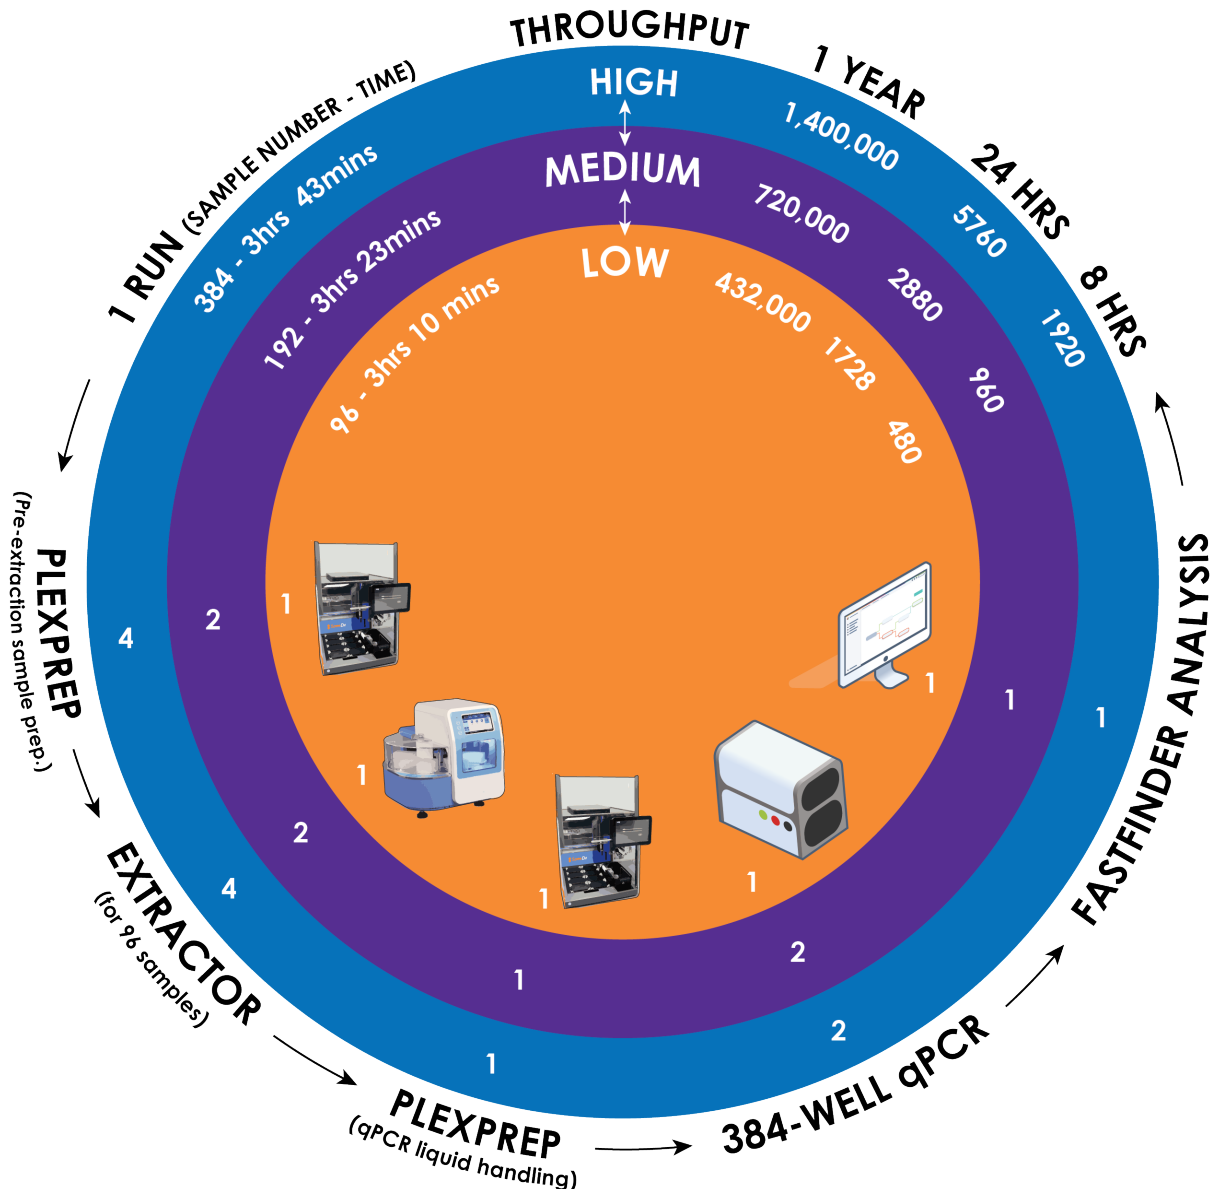 THROUGHPUT
HIGH
MEDIUM
LOW
1 YEAR
1,400,000
720,000
432,000
24 HRS
5760
2880
1728
8 HRS
1920
960
480
1 RUN (SAMPLE NUMBER - TIME)
384 - 3hrs 43mins
192 - 3hrs 23mins
96 - 3hrs 10 mins
PLEXPREP
(Pre-extraction sample prep.)
4
2
1
EXTRACTOR
(for 96 samples)
4
2
1
PLEXPREP
(qPCR liquid handling)
1
1
1
384-WELL qPCR
2
2
1
FASTFINDER ANALYSIS
1
1
1